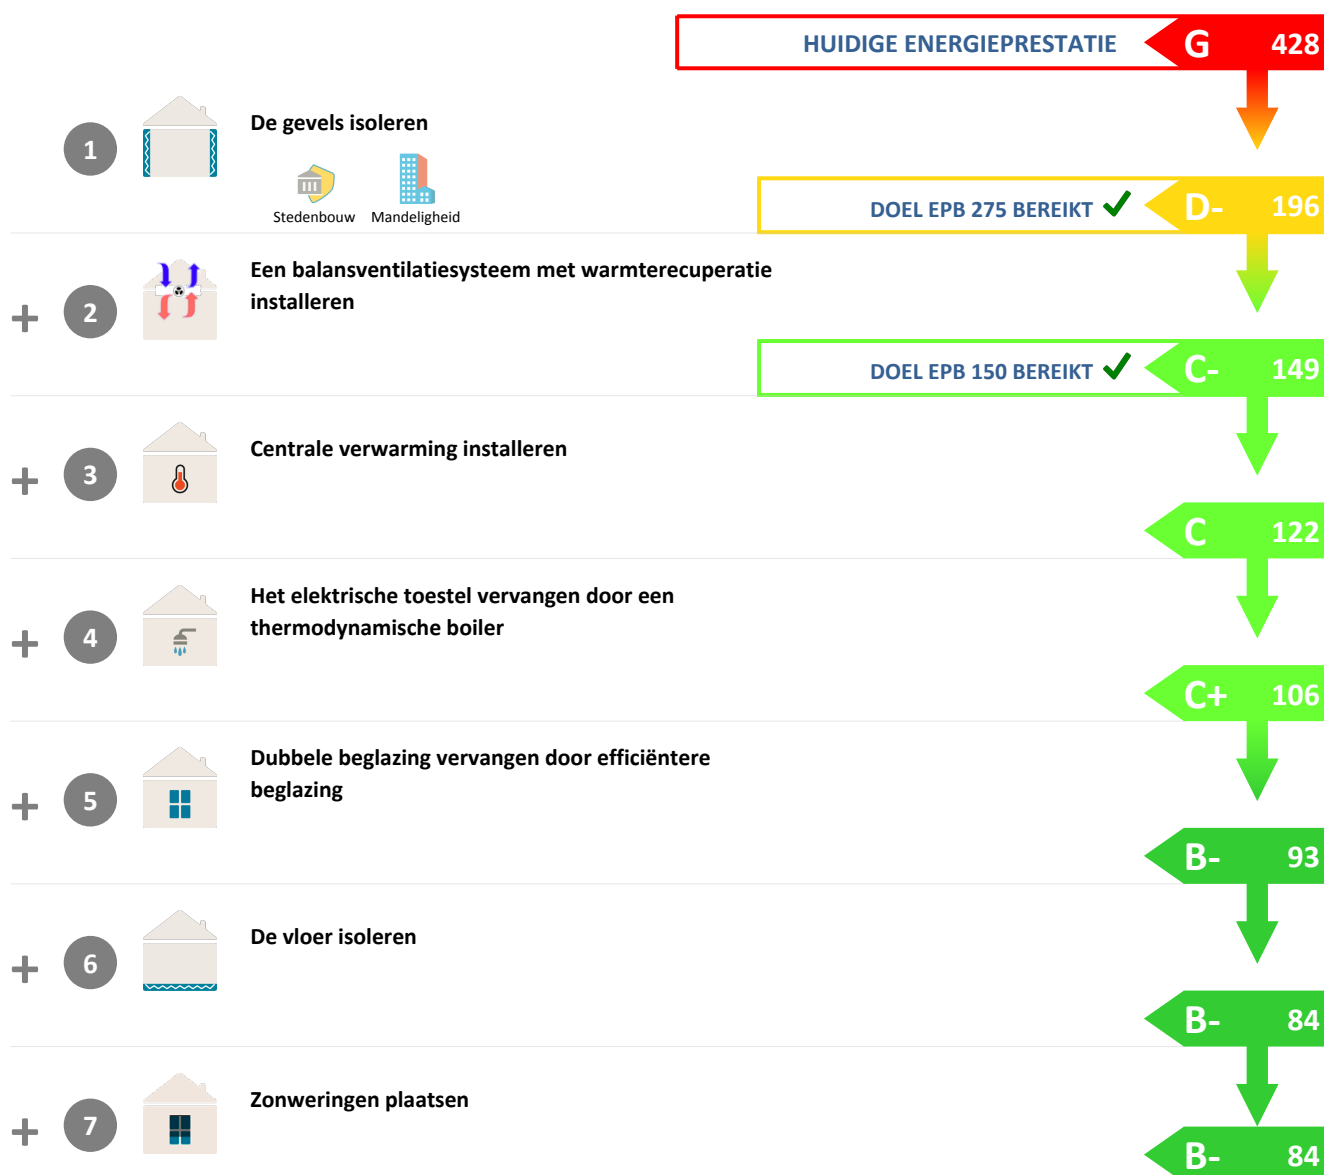 HUIDIGE ENERGIEPRESTATIE G 428
1 De gevels isoleren
Stedenbouw Mandeligheid
DOEL EPB 275 BEREIKT D- 196
+ 2 Een balansventilatiesysteem met warmterecuperatie
installeren
DOEL EPB 150 BEREIKT C- 149
+ 3 Centrale verwarming installeren
C 122
+ 4 Het elektrische toestel vervangen door een
thermodynamische boiler
C+ 106
+ 5 Dubbele beglazing vervangen door efficiëntere
beglazing
B- 93
+ 6 De vloer isoleren
B- 84
+ 7 Zonweringen plaatsen
B- 84